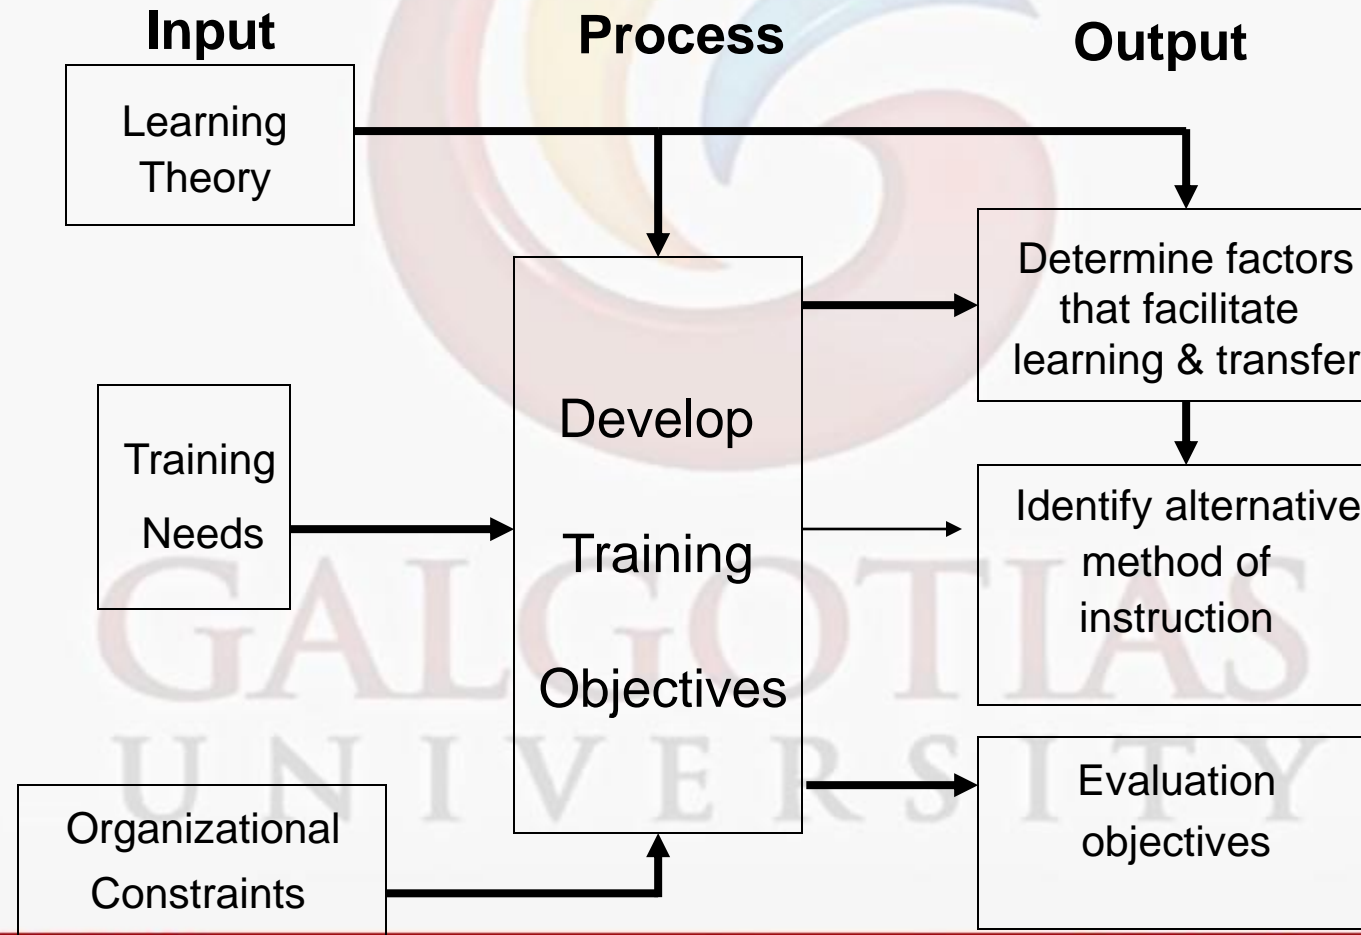 Input
Process
Output
Learning
Theory
Determine factors
that facilitate
learning & transfer
Training
Needs
Develop
Training
Objectives
Identify alternative
method of
instruction
Evaluation
objectives
Organizational
Constraints
GALGOTIAS
UNIVERSITY